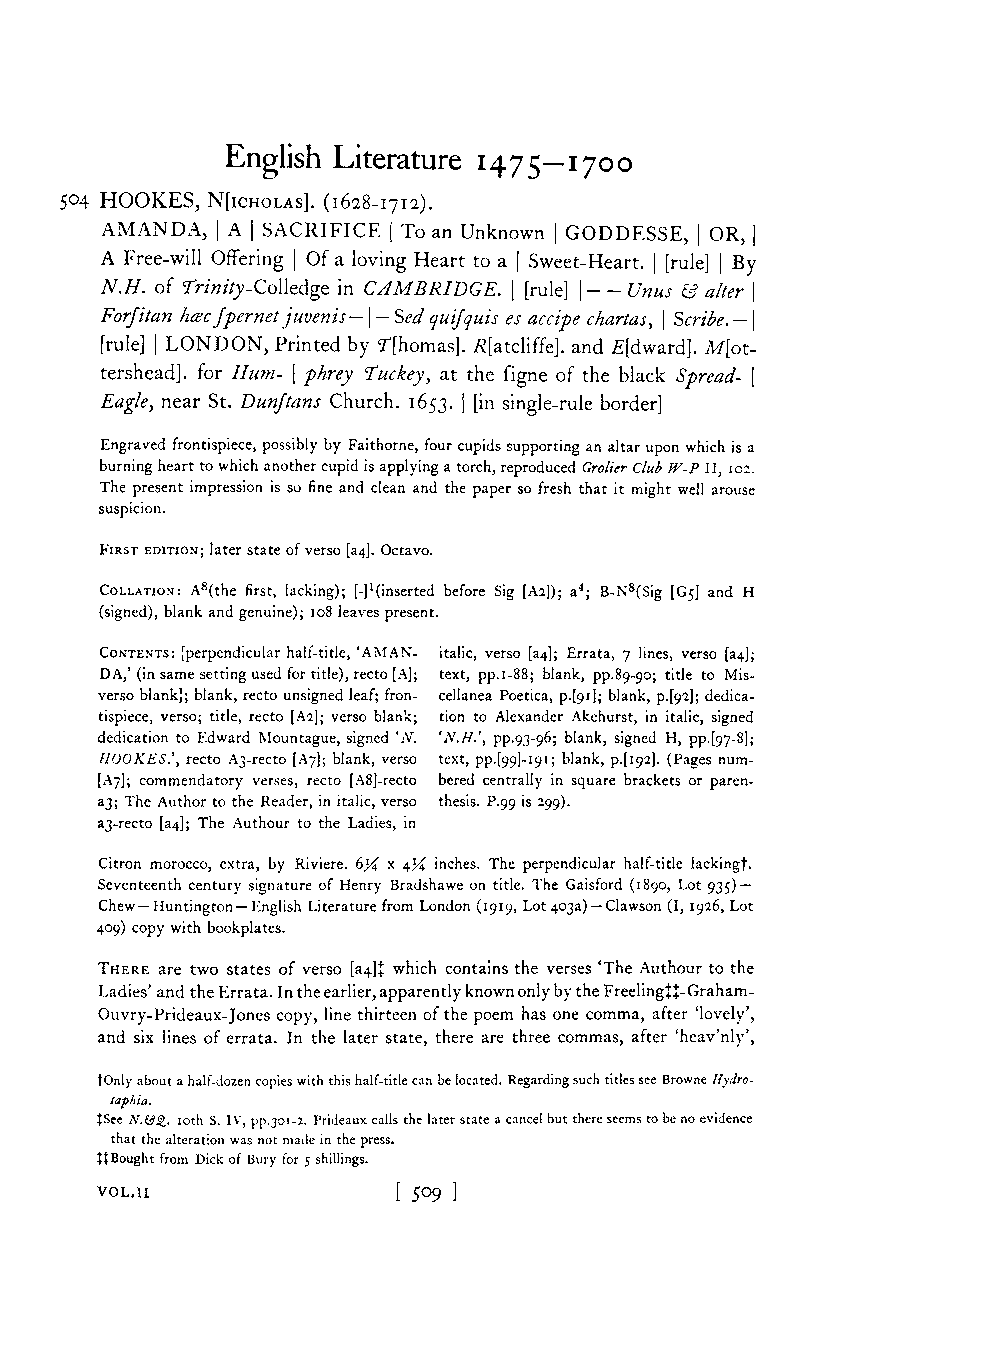 English Literature 1475—1700
504 HOOKES, N[ICHOLAS]. (1628-1712).
AMANDA, | A | SACRIFICE | To an Unknown | GODDESSE, | OR, |
A Free-will Offering | Of a loving Heart to a | Sweet-Heart. | [rule] | By
N.H. of Trinity-Colledge in CAMBRIDGE. | [rule] | — — Unus & alter |
Forſitan hæc ſpernet juvenis— | — Sed quiſquis es accipe chartas, | Scribe.— |
[rule] | LONDON, Printed by T[homas]. R[atcliffe]. and E[dward]. M[ot-
tershead]. for Hum- | phrey Tuckey, at the ſigne of the black Spread- |
Eagle, near St. Dunſtans Church. 1653. | [in single-rule border]
Engraved frontispiece, possibly by Faithorne, four cupids supporting an altar upon which is a
burning heart to which another cupid is applying a torch, reproduced Grolier Club W-P II, 102.
The present impression is so fine and clean and the paper so fresh that it might well arouse
suspicion.
FIRST EDITION; later state of verso [a4]. Octavo.
COLLATION: A⁸(the first, lacking); [-]¹(inserted before Sig [A2]); a⁴; B-N⁸(Sig [G5] and H
(signed), blank and genuine); 108 leaves present.
CONTENTS: [perpendicular half-title, ‘AMAN-
DA,’ (in same setting used for title), recto [A];
verso blank]; blank, recto unsigned leaf; fron-
tispiece, verso; title, recto [A2]; verso blank;
dedication to Edward Mountague, signed ‘N.
HOOKES.’, recto A3-recto [A7]; blank, verso
[A7]; commendatory verses, recto [A8]-recto
a3; The Author to the Reader, in italic, verso
a3-recto [a4]; The Authour to the Ladies, in
italic, verso [a4]; Errata, 7 lines, verso [a4];
text, pp.1-88; blank, pp.89-90; title to Mis-
cellanea Poetica, p.[91]; blank, p.[92]; dedica-
tion to Alexander Akehurst, in italic, signed
‘N.H.’, pp.93-96; blank, signed H, pp.[97-8];
text, pp.[99]-191; blank, p.[192]. (Pages num-
bered centrally in square brackets or paren-
thesis. P.99 is 299).
Citron morocco, extra, by Riviere. 6¼ x 4¼ inches. The perpendicular half-title lacking†.
Seventeenth century signature of Henry Bradshawe on title. The Gaisford (1890, Lot 935)—
Chew—Huntington—English Literature from London (1919, Lot 403a)—Clawson (I, 1926, Lot
409) copy with bookplates.
THERE are two states of verso [a4]‡ which contains the verses ‘The Authour to the
Ladies’ and the Errata. In the earlier, apparently known only by the Freeling‡‡-Graham-
Ouvry-Prideaux-Jones copy, line thirteen of the poem has one comma, after ‘lovely’,
and six lines of errata. In the later state, there are three commas, after ‘heav'nly’,
†Only about a half-dozen copies with this half-title can be located. Regarding such titles see Browne Hydro-
taphia.
‡See N.&Q. 10th S. IV, pp.301-2. Prideaux calls the later state a cancel but there seems to be no evidence
that the alteration was not made in the press.
‡‡Bought from Dick of Bury for 5 shillings.
VOL.II [ 509 ]